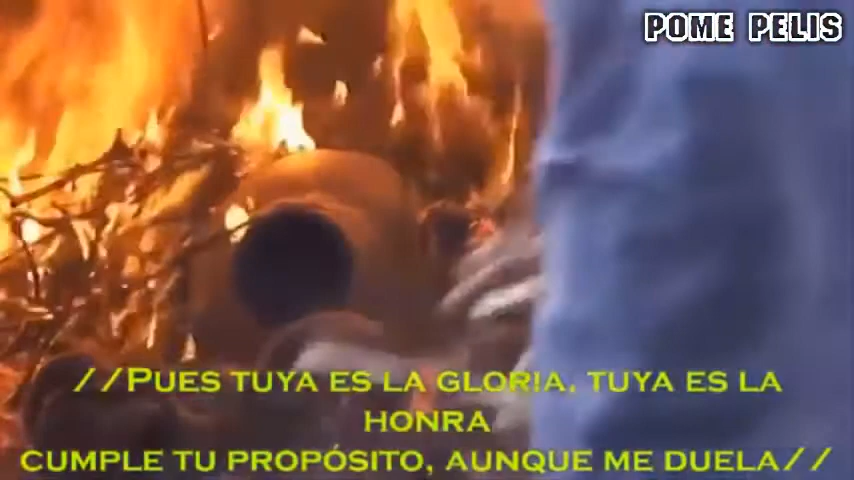 POME PELIS
//PUES TUYA ES LA GLORIA, TUYA ES LA
HONRA
CUMPLE TU PROPÓSITO, AUNQUE ME DUELA//